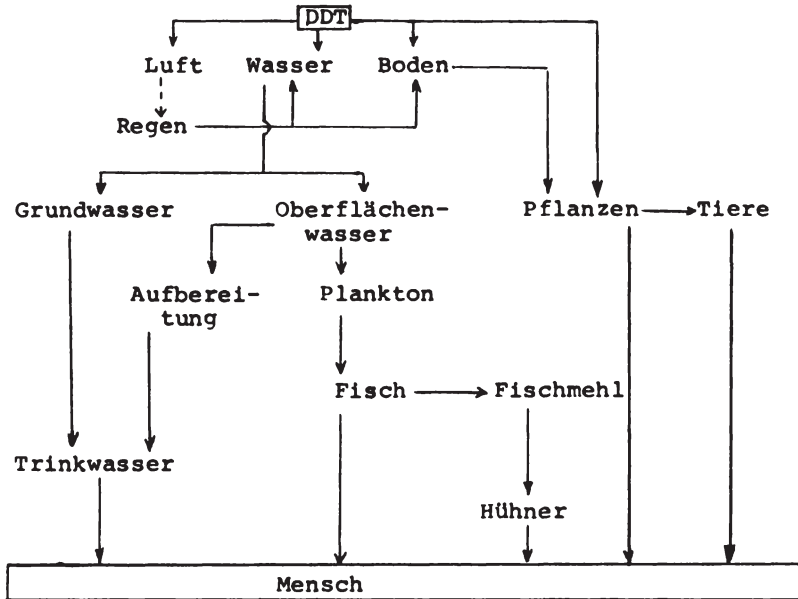 DDT
Luft Wasser Boden
Regen
Grundwasser Oberflächen-
wasser Pflanzen Tiere
Aufberei-
tung Plankton
Fisch Fischmehl
Trinkwasser
Hühner
Mensch